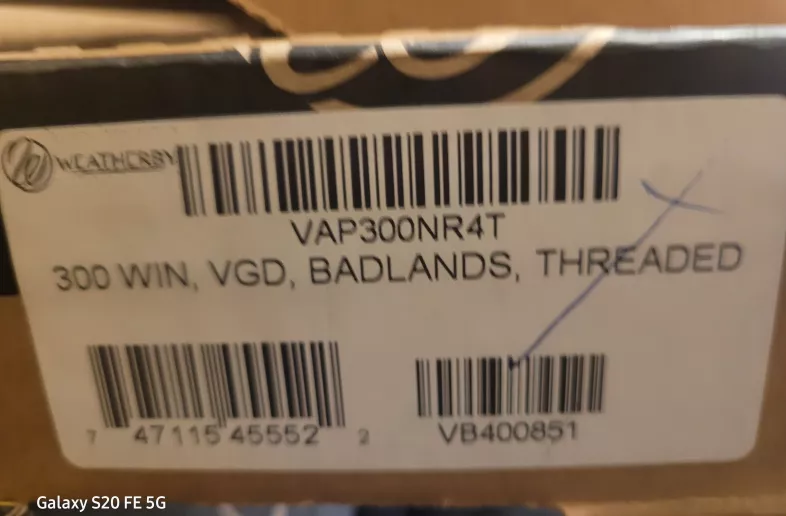 WEATHERBY
VAP300NR4T
300 WIN, VGD, BADLANDS, THREADED
7 47115 45552 2
VB400851
Galaxy S20 FE 5G